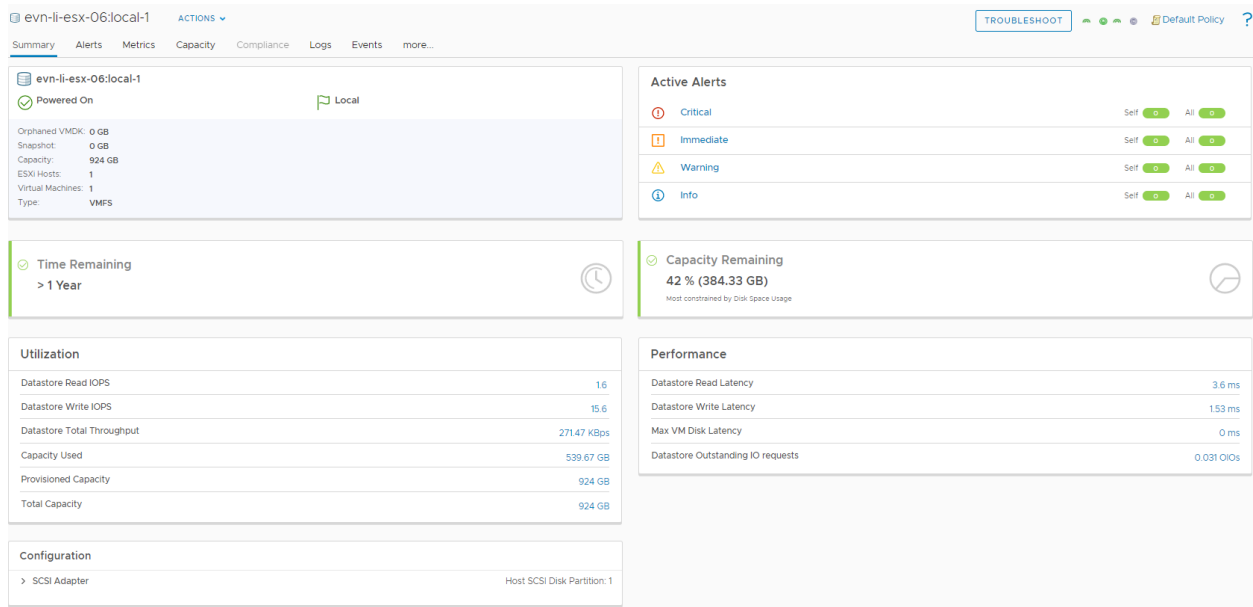 evn-li-esx-06:local-1 ACTIONS
TROUBLESHOOT Default Policy ?
Summary Alerts Metrics Capacity Compliance Logs Events more...
evn-li-esx-06:local-1
Powered On Local
Orphaned VMDK: 0 GB
Snapshot: 0 GB
Capacity: 924 GB
ESXi Hosts: 1
Virtual Machines: 1
Type: VMFS
Active Alerts
Critical Self 0 All 0
Immediate Self 0 All 0
Warning Self 0 All 0
Info Self 0 All 0
Time Remaining
> 1 Year
Capacity Remaining
42 % (384.33 GB)
Most constrained by Disk Space Usage
Utilization
Datastore Read IOPS 1.6
Datastore Write IOPS 15.6
Datastore Total Throughput 271.47 KBps
Capacity Used 539.67 GB
Provisioned Capacity 924 GB
Total Capacity 924 GB
Performance
Datastore Read Latency 3.6 ms
Datastore Write Latency 1.53 ms
Max VM Disk Latency 0 ms
Datastore Outstanding IO requests 0.031 OIOs
Configuration
SCSI Adapter Host SCSI Disk Partition: 1